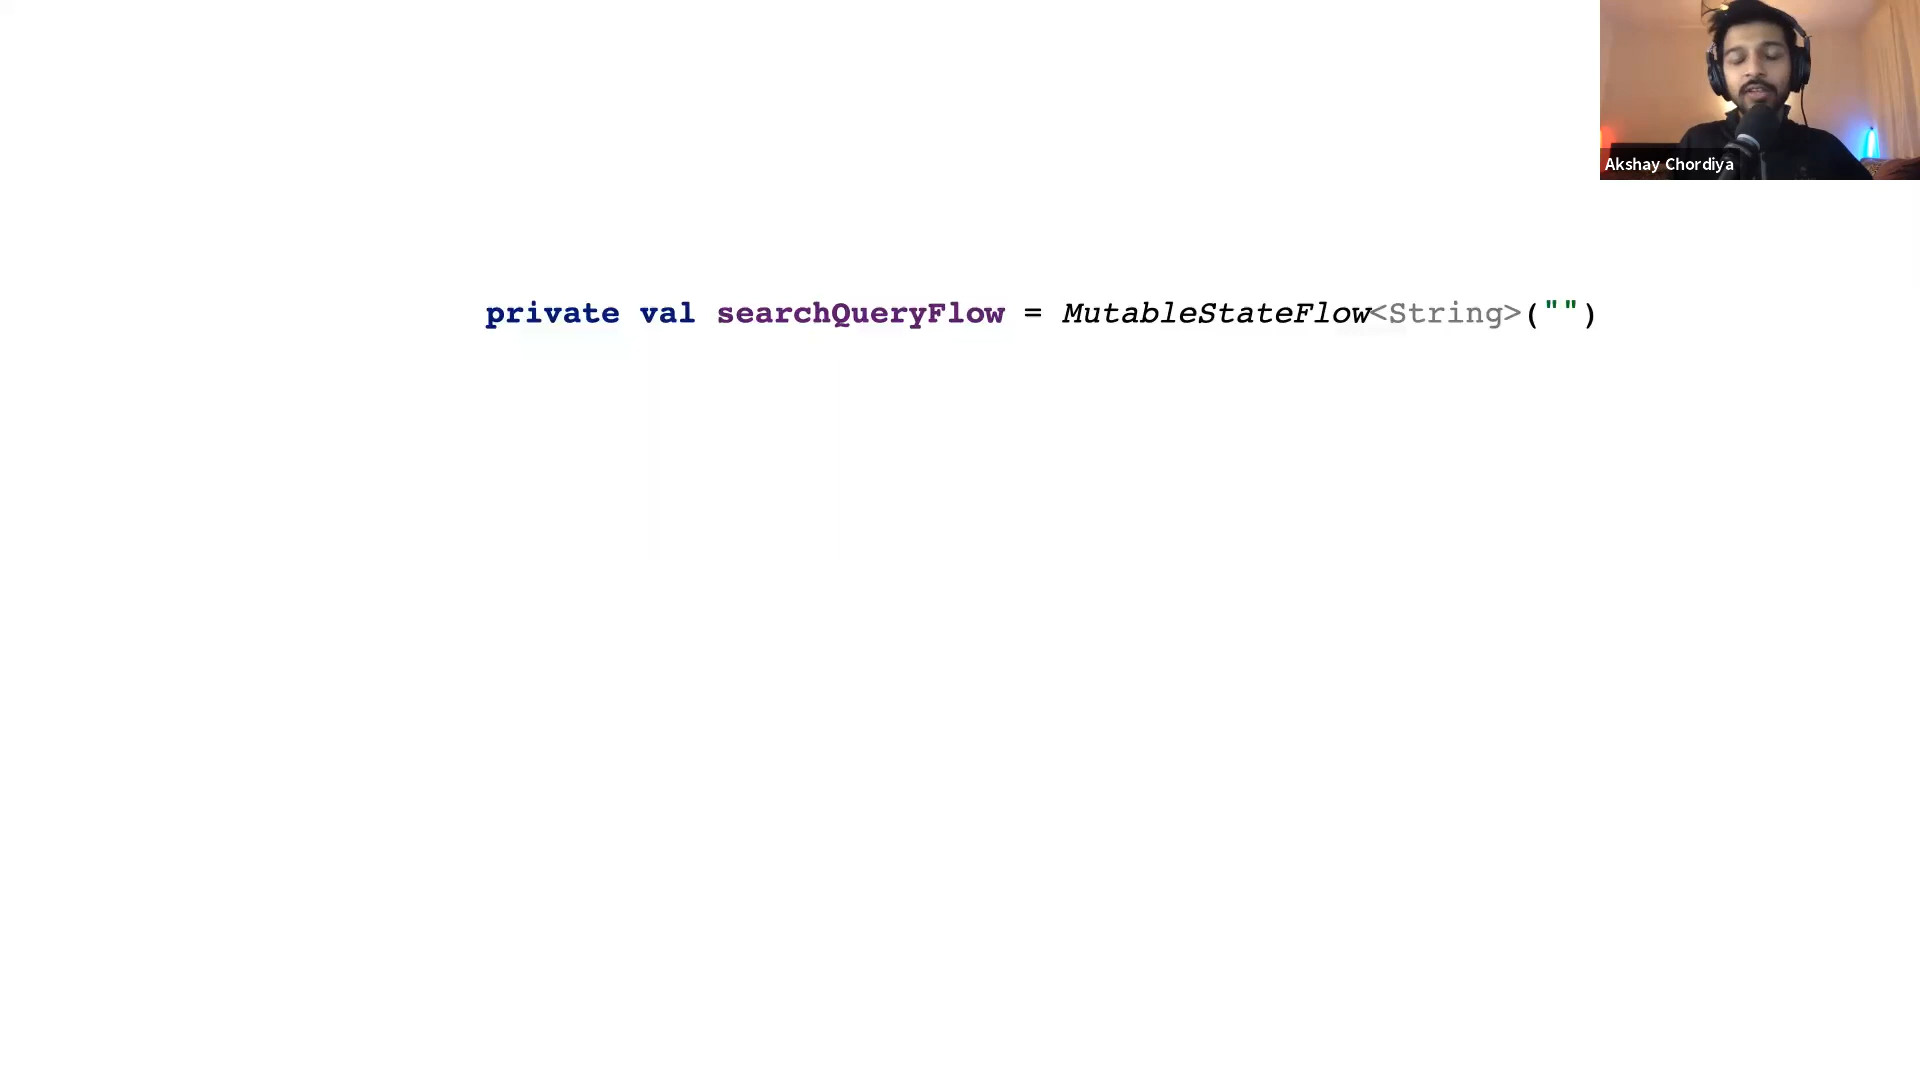 Akshay Chordiya
private val searchQueryFlow = MutableStateFlow<String>("")